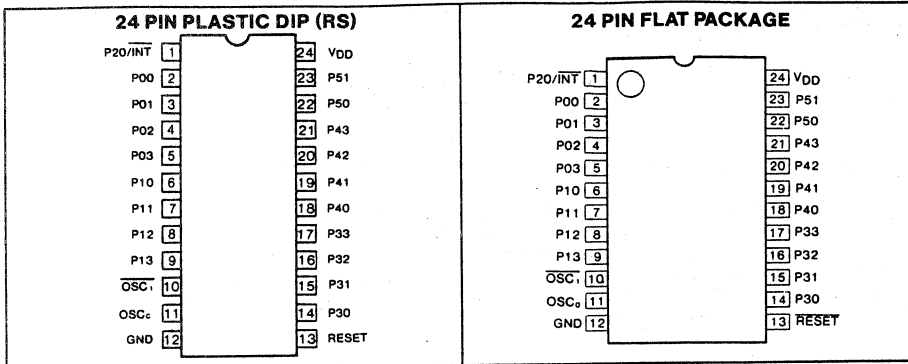 24 PIN PLASTIC DIP (RS)
P20/INT 1 24 VDD
P00 2 23 P51
P01 3 22 P50
P02 4 21 P43
P03 5 20 P42
P10 6 19 P41
P11 7 18 P40
P12 8 17 P33
P13 9 16 P32
OSC₁ 10 15 P31
OSCₒ 11 14 P30
GND 12 13 RESET
24 PIN FLAT PACKAGE
P20/INT 1 24 VDD
P00 2 23 P51
P01 3 22 P50
P02 4 21 P43
P03 5 20 P42
P10 6 19 P41
P11 7 18 P40
P12 8 17 P33
P13 9 16 P32
OSC₁ 10 15 P31
OSC₀ 11 14 P30
GND 12 13 RESET